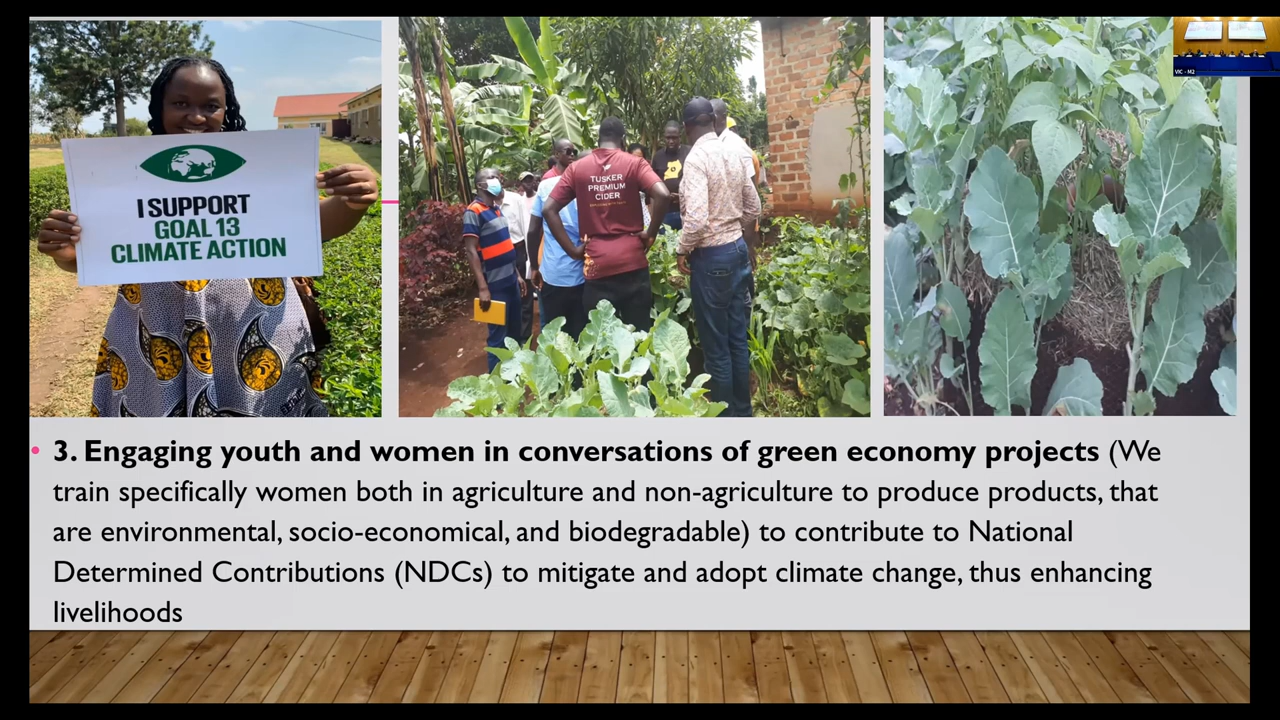 VIC - M2
I SUPPORT
GOAL 13
CLIMATE ACTION
TUSKER
PREMIUM
CIDER
• 3. Engaging youth and women in conversations of green economy projects (We
train specifically women both in agriculture and non-agriculture to produce products, that
are environmental, socio-economical, and biodegradable) to contribute to National
Determined Contributions (NDCs) to mitigate and adopt climate change, thus enhancing
livelihoods